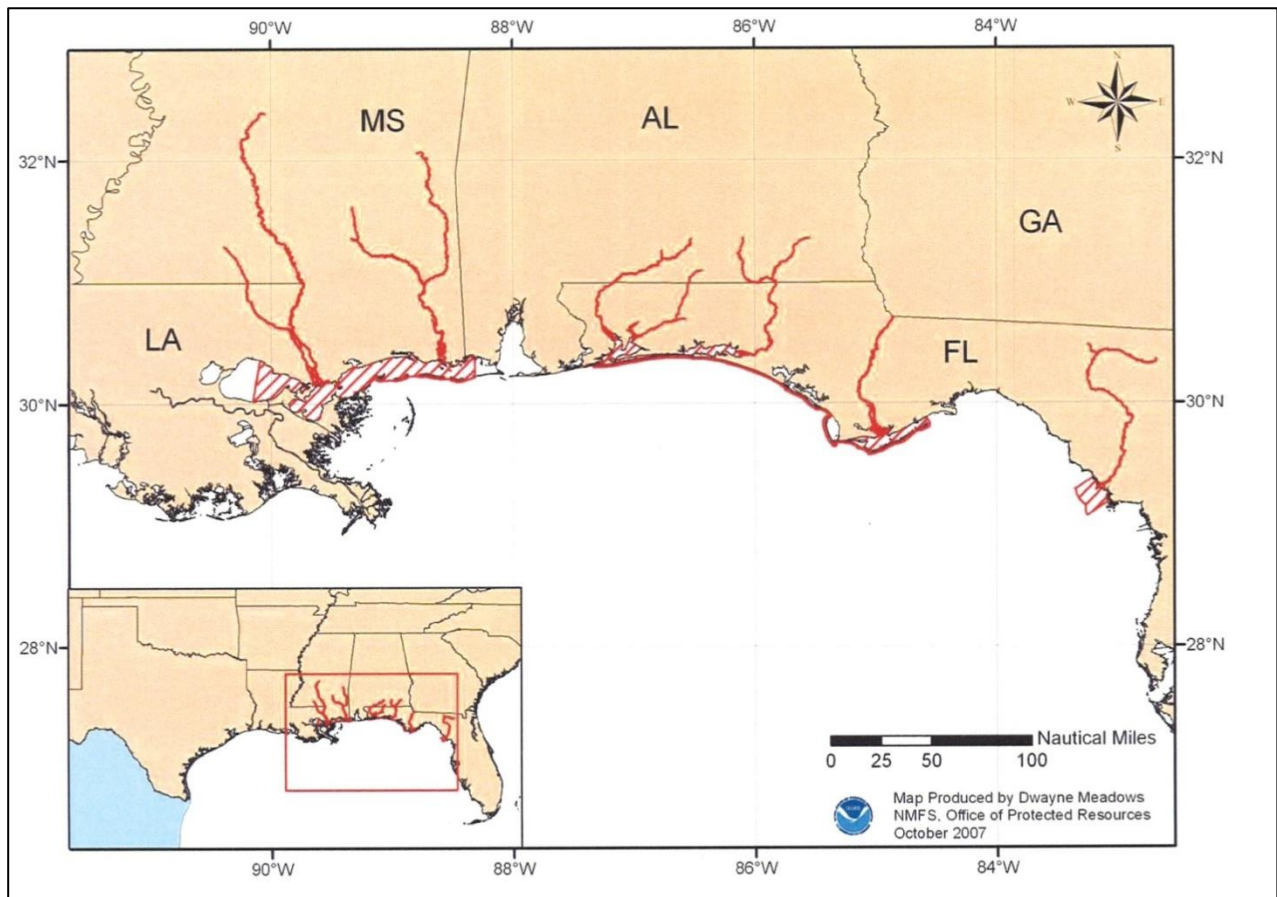 90°W 88°W 86°W 84°W
N
W E
S
MS AL
32°N 32°N
GA
LA FL
30°N 30°N
28°N 28°N
Nautical Miles
0 25 50 100
Map Produced by Dwayne Meadows
NMFS, Office of Protected Resources
October 2007
90°W 88°W 86°W 84°W